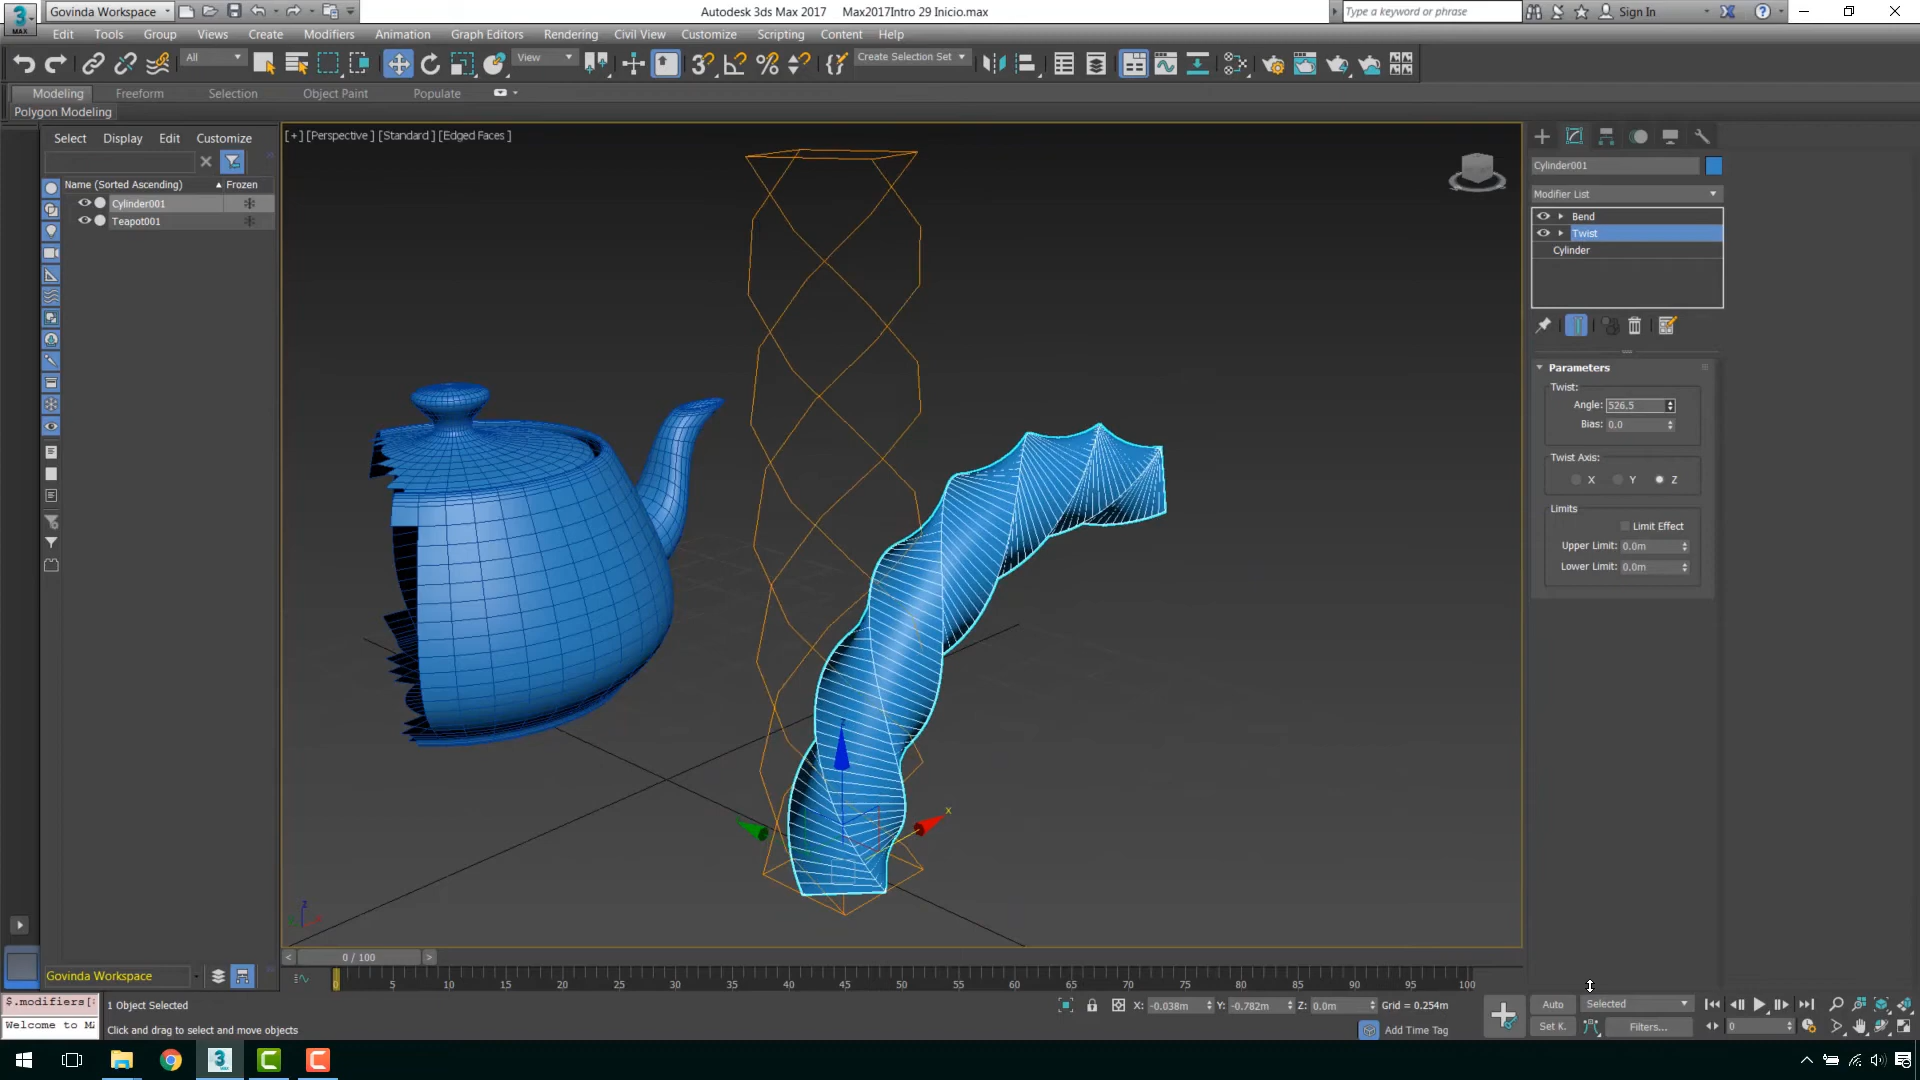 Govinda Workspace
Autodesk 3ds Max 2017 Max2017Intro 29 Inicio.max
Type a keyword or phrase
Sign In
MAX
Edit Tools Group Views Create Modifiers Animation Graph Editors Rendering Civil View Customize Scripting Content Help
All View Create Selection Set
Modeling Freeform Selection Object Paint Populate
Polygon Modeling
Select Display Edit Customize
[+] [Perspective] [Standard] [Edged Faces]
Name (Sorted Ascending) Frozen
Cylinder001
Teapot001
Cylinder001
Modifier List
Bend
Twist
Cylinder
Parameters
Twist:
Angle: 526.5
Bias: 0.0
Twist Axis:
X Y Z
Limits
Limit Effect
Upper Limit: 0.0m
Lower Limit: 0.0m
x
z
0 / 100
Govinda Workspace
0 5 10 15 20 25 30 35 40 45 50 55 60 65 70 75 80 85 90 95 100
$.modifiers[
Welcome to M
1 Object Selected
Click and drag to select and move objects
X: -0.038m Y: -0.782m Z: 0.0m Grid = 0.254m
Add Time Tag
Auto Selected
Set K. Filters... 0